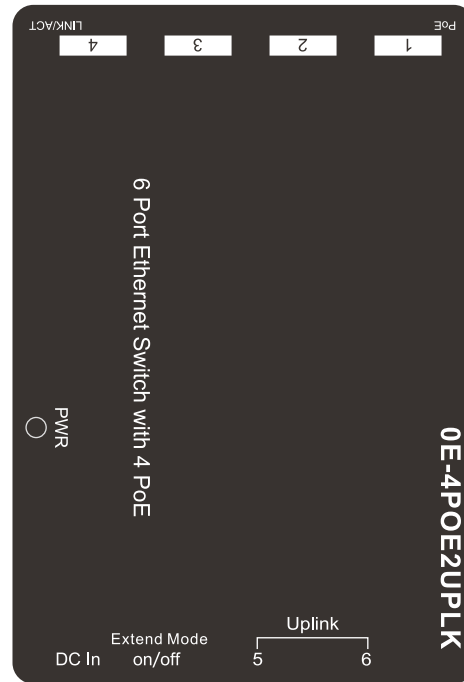 LINK/ACT
PoE
4
3
2
1
6 Port Ethernet Switch with 4 PoE
PWR
0E-4POE2UPLK
Uplink
Extend Mode
DC In on/off 5 6